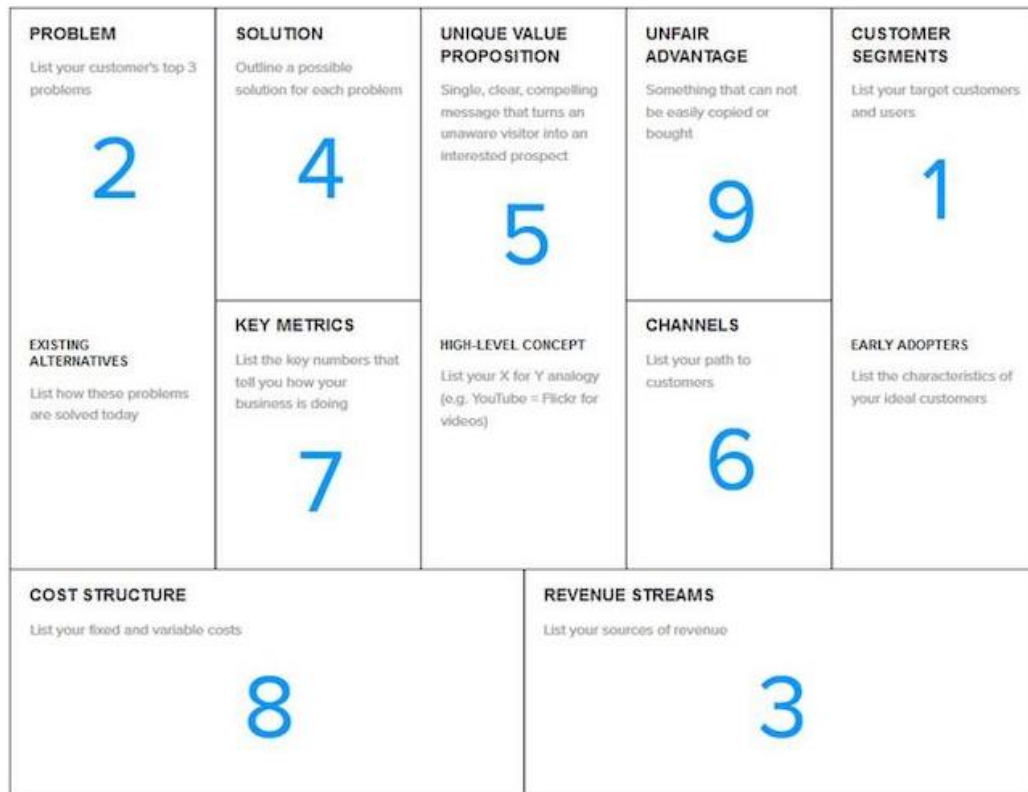 PROBLEM
List your customer's top 3
problems
2
EXISTING
ALTERNATIVES
List how these problems
are solved today
SOLUTION
Outline a possible
solution for each problem
4
KEY METRICS
List the key numbers that
tell you how your
business is doing
7
UNIQUE VALUE
PROPOSITION
Single, clear, compelling
message that turns an
unaware visitor into an
interested prospect
5
HIGH-LEVEL CONCEPT
List your X for Y analogy
(e.g. YouTube = Flickr for
videos)
UNFAIR
ADVANTAGE
Something that can not
be easily copied or
bought
9
CHANNELS
List your path to
customers
6
CUSTOMER
SEGMENTS
List your target customers
and users
1
EARLY ADOPTERS
List the characteristics of
your ideal customers
COST STRUCTURE
List your fixed and variable costs
8
REVENUE STREAMS
List your sources of revenue
3